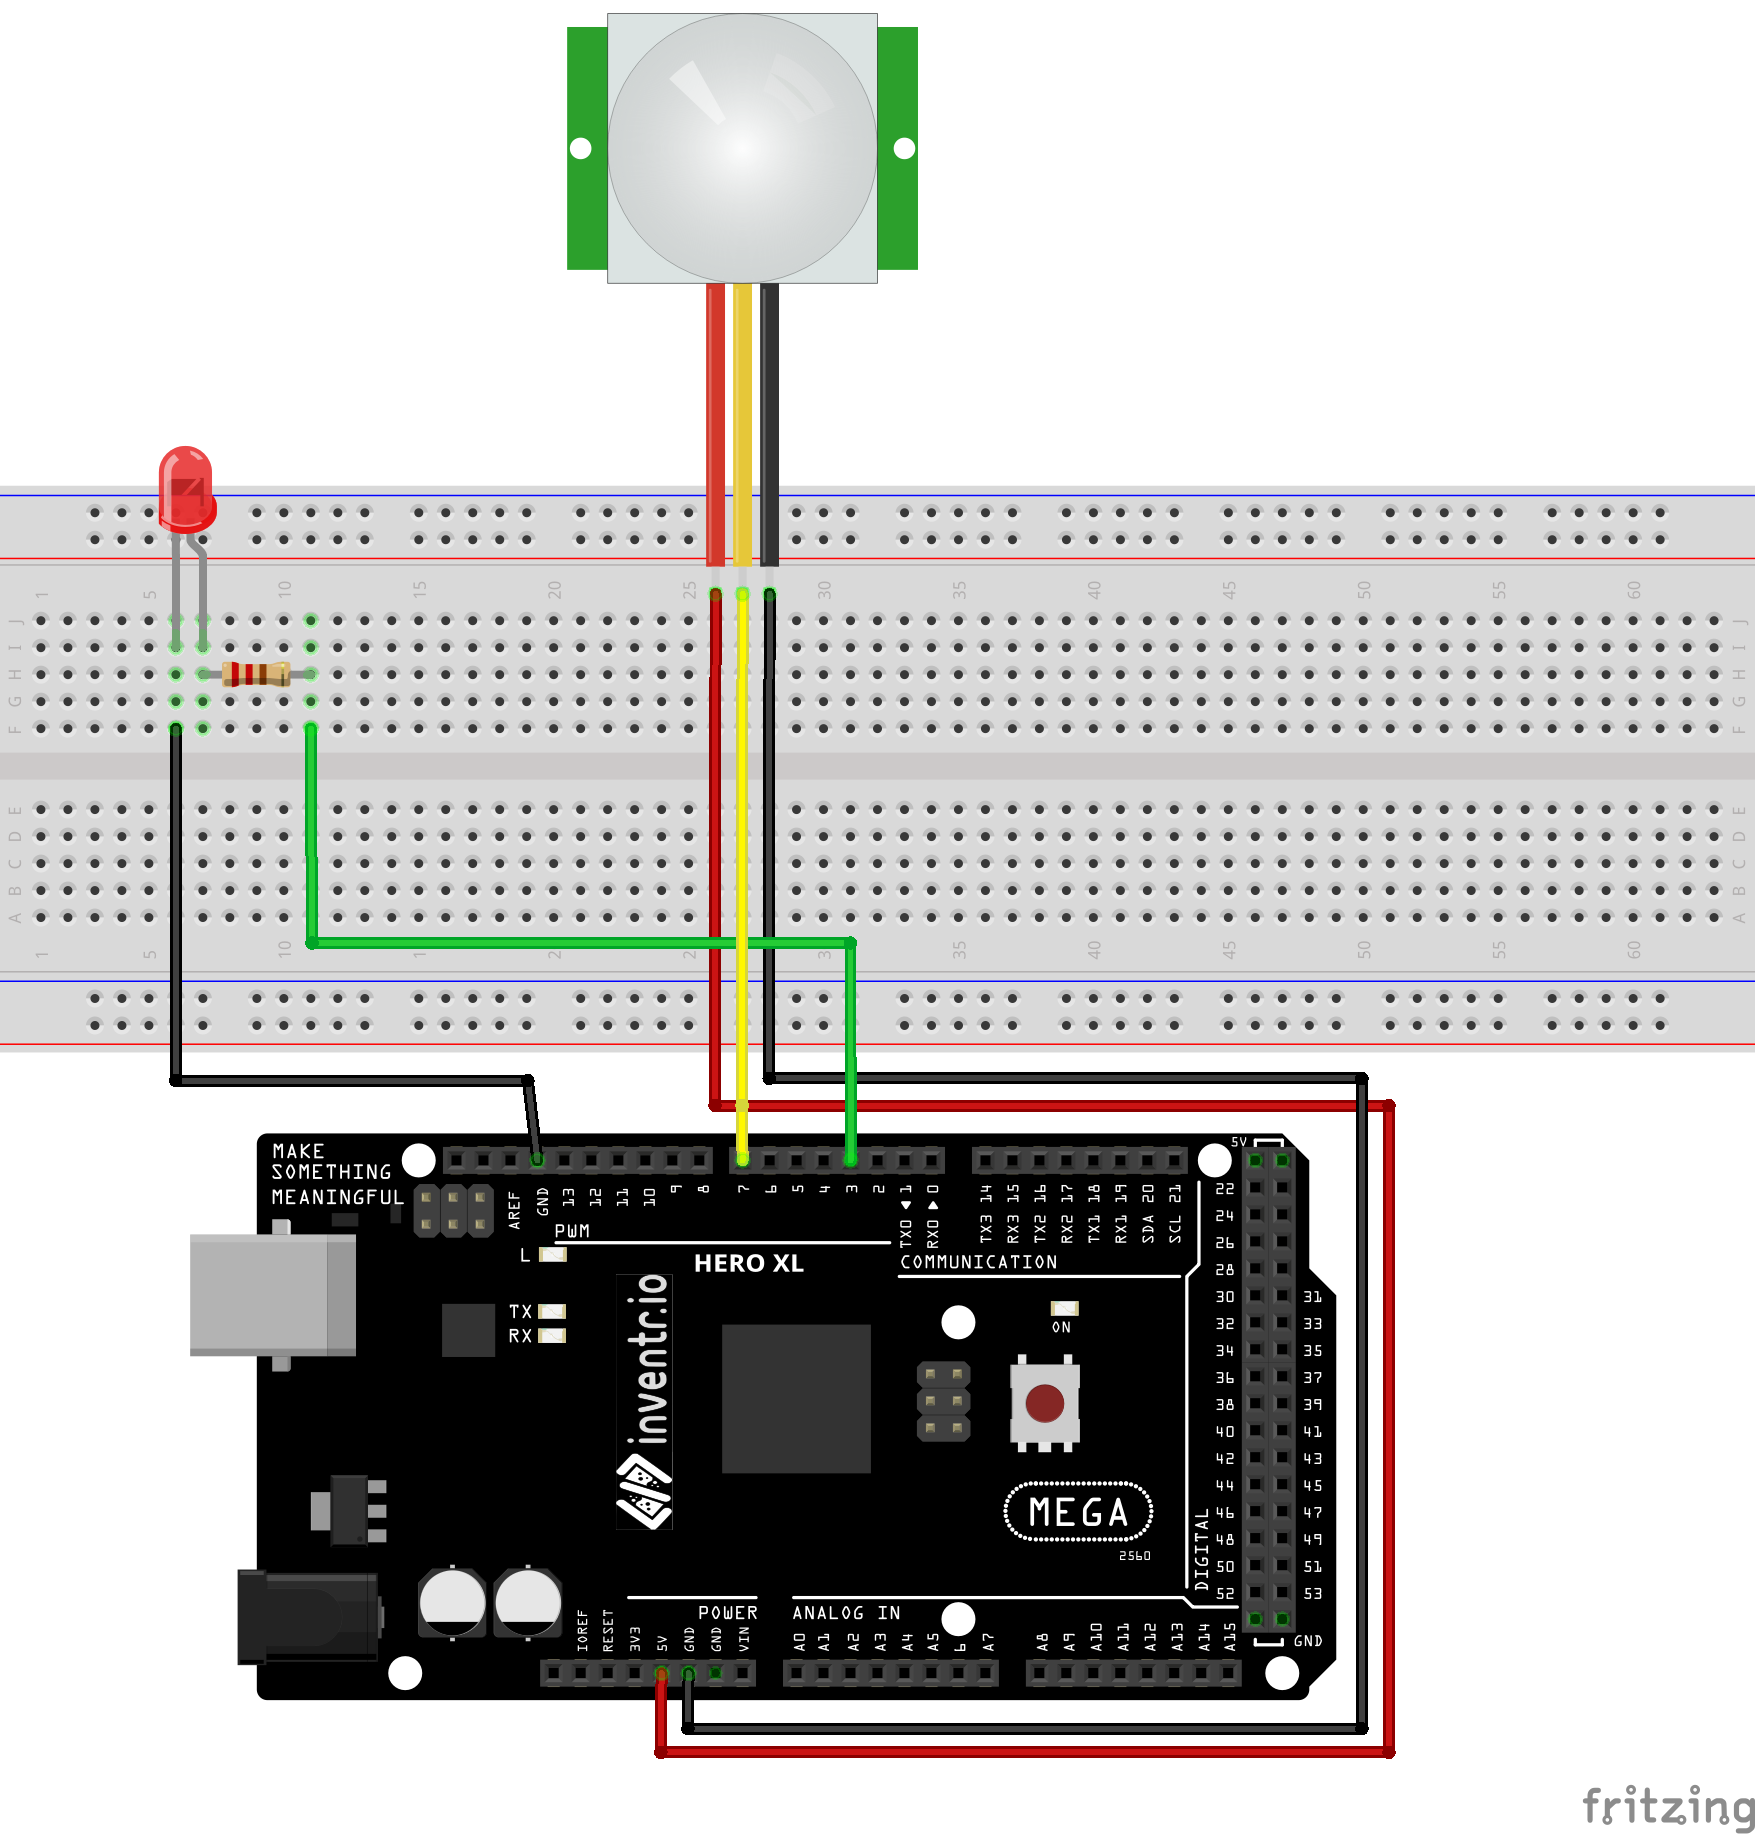 1 5 10 15 20 25 30 35 40 45 50 55 60
J J
I I
H H
G G
F F
E E
D D
C C
B B
A A
1 5 10 15 20 25 30 35 40 45 50 55 60
MAKE
SOMETHING
MEANINGFUL
AREF GND 13 12 11 10 9 8 7 6 5 4 3 2 TX0 1 RX0 0
TX3 14 RX3 15 TX2 16 RX2 17 TX1 18 RX1 19 SDA 20 SCL 21
5V
PWM
L
HERO XL
COMMUNICATION
TX
RX
ON
inventr.io
MEGA
2560
22
24
26
28
30 31
32 33
34 35
36 37
38 39
40 41
42 43
44 45
46 47
48 49
50 51
52 53
DIGITAL
GND
POWER
ANALOG IN
IOREF RESET 3V3 5V GND GND VIN
A0 A1 A2 A3 A4 A5 6 A7
A8 A9 A10 A11 A12 A13 A14 A15
fritzing